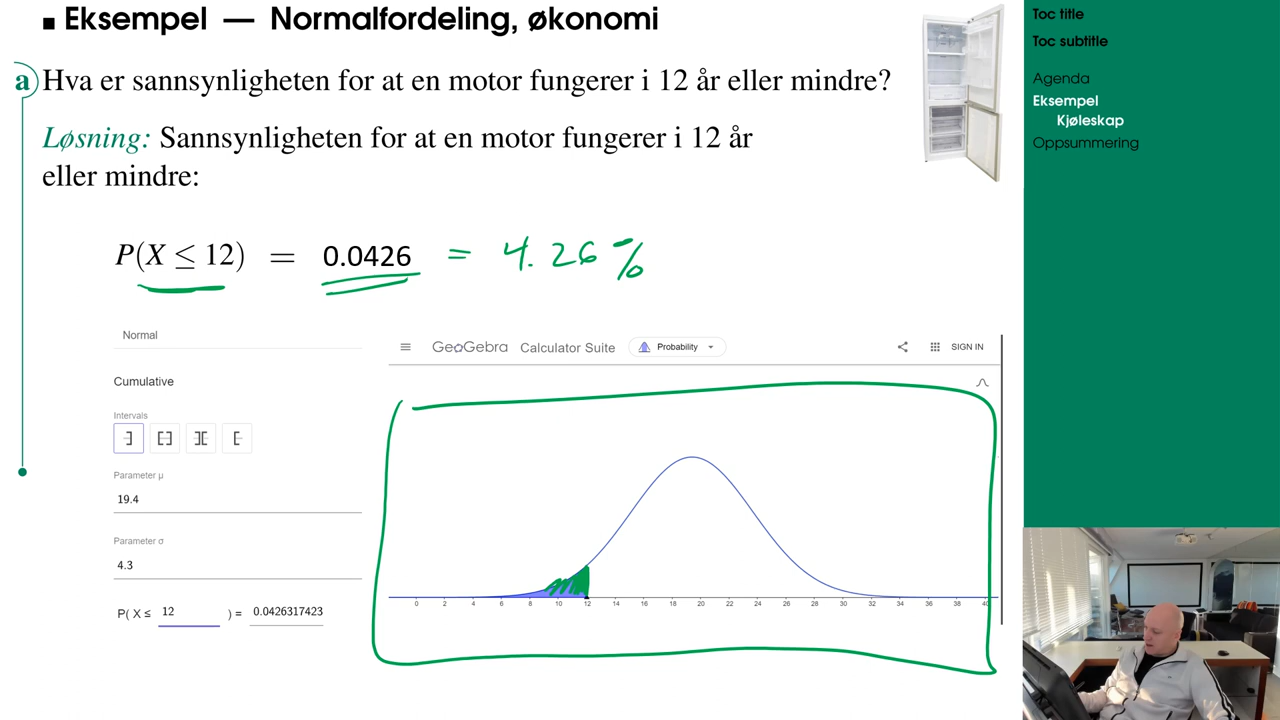 Eksempel — Normalfordeling, økonomi
a Hva er sannsynligheten for at en motor fungerer i 12 år eller mindre?
Løsning: Sannsynligheten for at en motor fungerer i 12 år
eller mindre:
P(X ≤ 12) = 0.0426 = 4.26 %
Normal
Cumulative
Intervals
Parameter μ
19.4
Parameter σ
4.3
P( X ≤ 12 ) = 0.0426317423
GeoGebra Calculator Suite Probability SIGN IN
0 2 4 6 8 10 12 14 16 18 20 22 24 26 28 30 32 34 36 38 40
Toc title
Toc subtitle
Agenda
Eksempel
Kjøleskap
Oppsummering